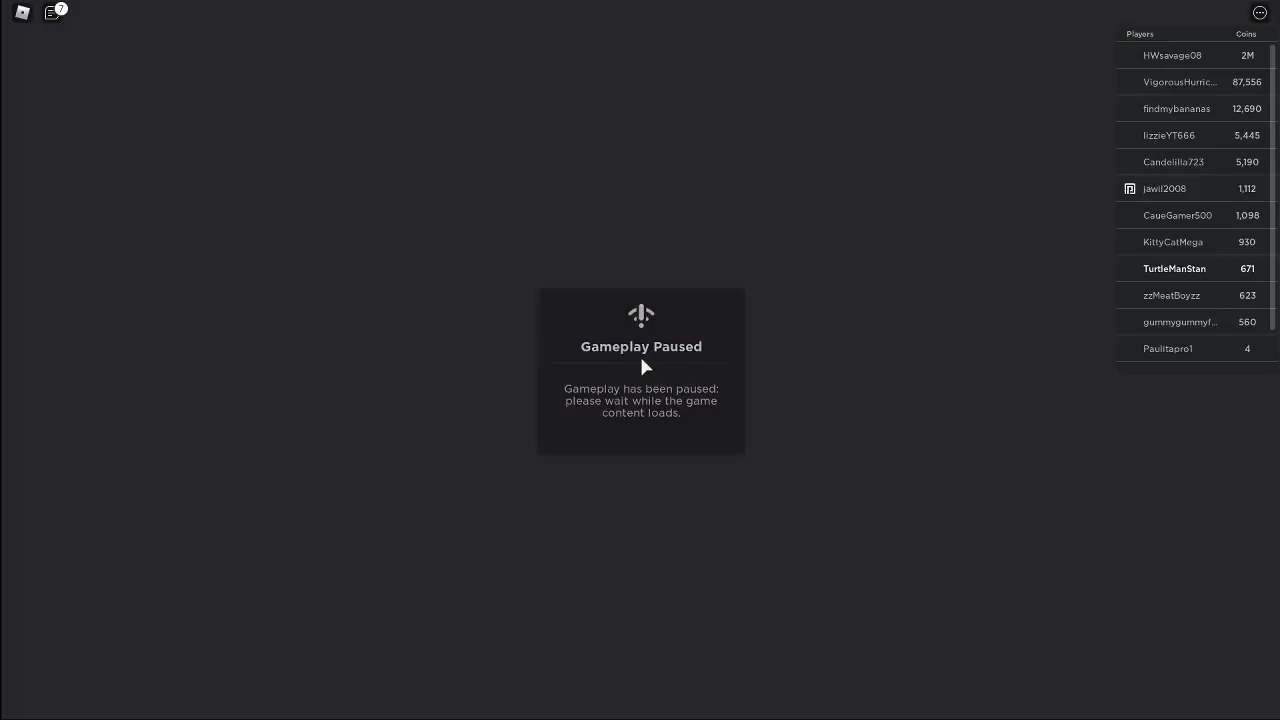 7
Players Coins
HWsavage08 2M
VigorousHurric... 87,556
findmybananas 12,690
lizzieYT666 5,445
Candelilla723 5,190
jawil2008 1,112
CaueGamer500 1,098
KittyCatMega 930
TurtleManStan 671
zzMeatBoyzz 623
gummygummyf... 560
Paulitapro1 4
Gameplay Paused
Gameplay has been paused:
please wait while the game
content loads.